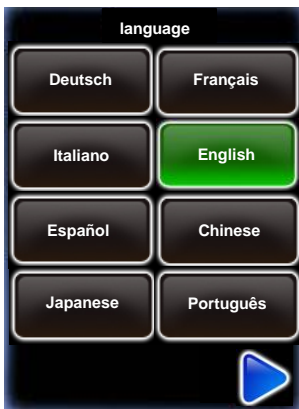 language
Deutsch
Français
Italiano
English
Español
Chinese
Japanese
Português